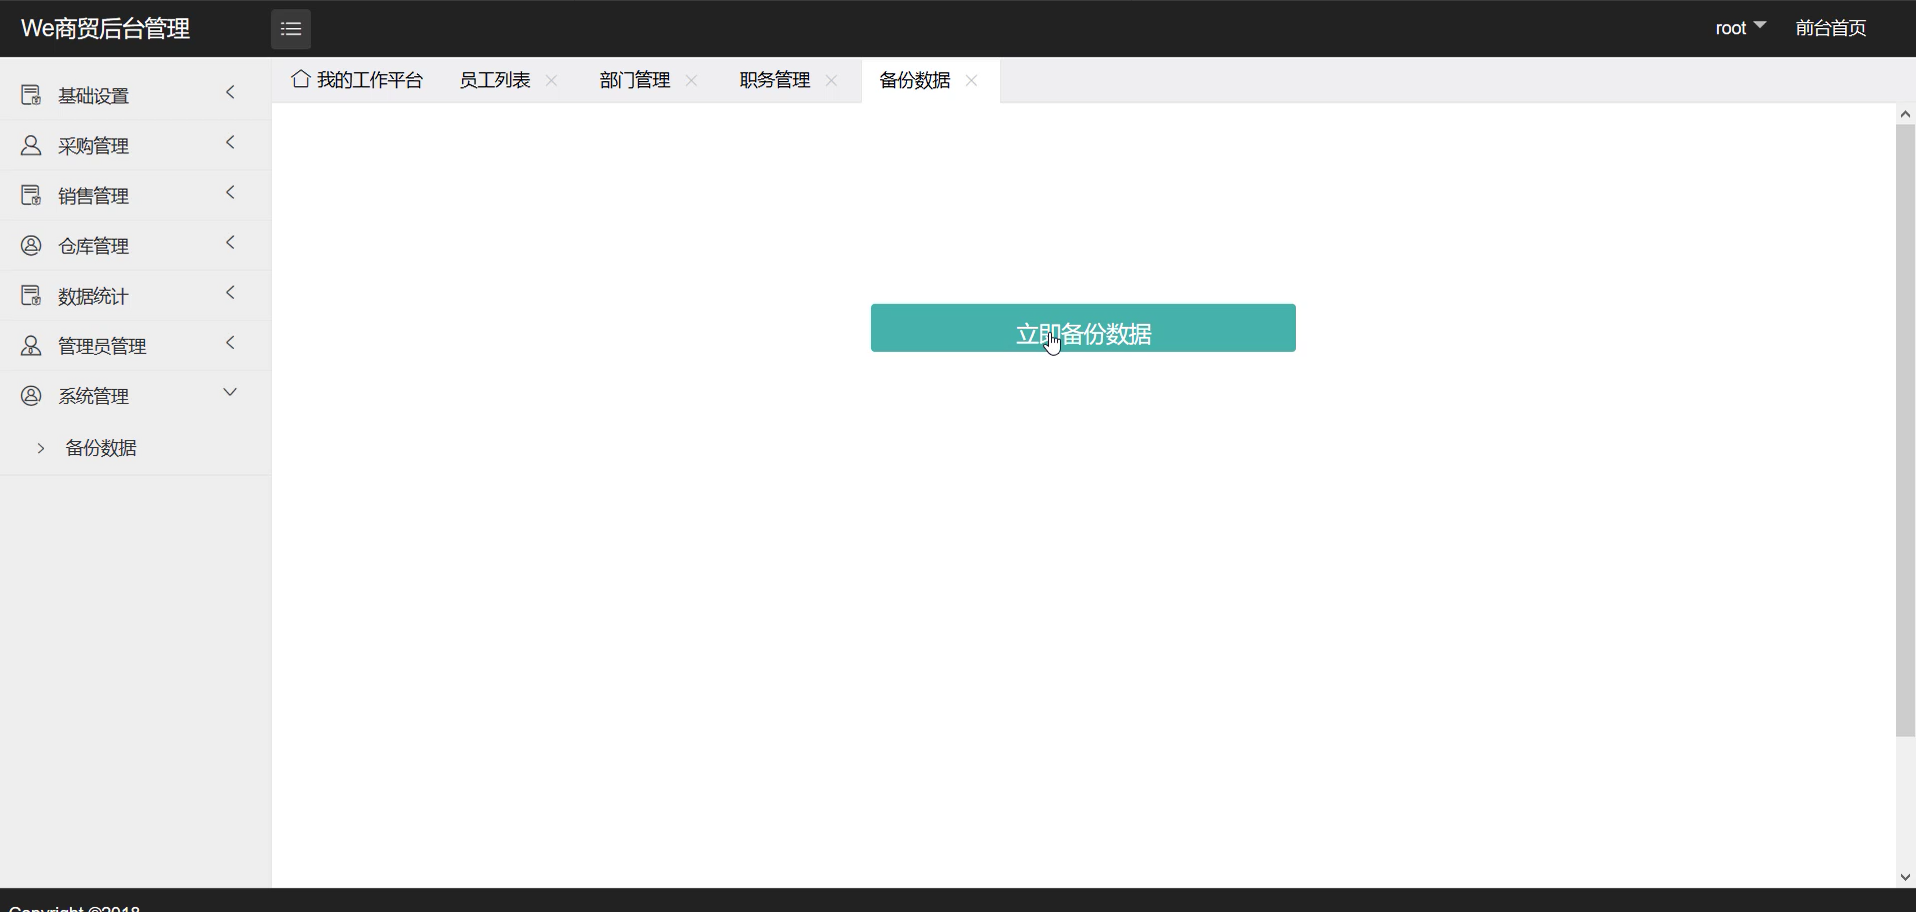 We商贸后台管理
root
前台首页
我的工作平台
员工列表
部门管理
职务管理
备份数据
基础设置
采购管理
销售管理
仓库管理
数据统计
管理员管理
系统管理
备份数据
立即备份数据
Copyright ©2018